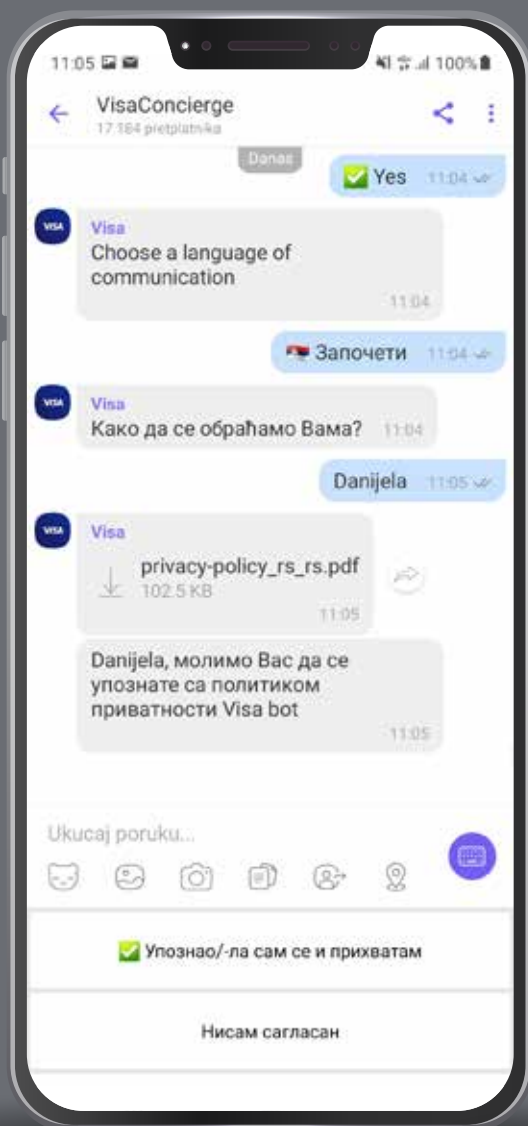 11:05
100%
VisaConcierge
17 184 pretplatnika
Danas
✅ Yes 11:04
VISA
Visa
Choose a language of
communication
11:04
🇷🇸 Започети 11:04
VISA
Visa
Како да се обраћамо Вама? 11:04
Danijela 11:05
VISA
Visa
privacy-policy_rs_rs.pdf
102.5 KB
11:05
Danijela, молимо Вас да се
упознате са политиком
приватности Visa bot
11:05
Ukucaj poruku...
✅ Упознао/-ла сам се и прихватам
Нисам сагласан